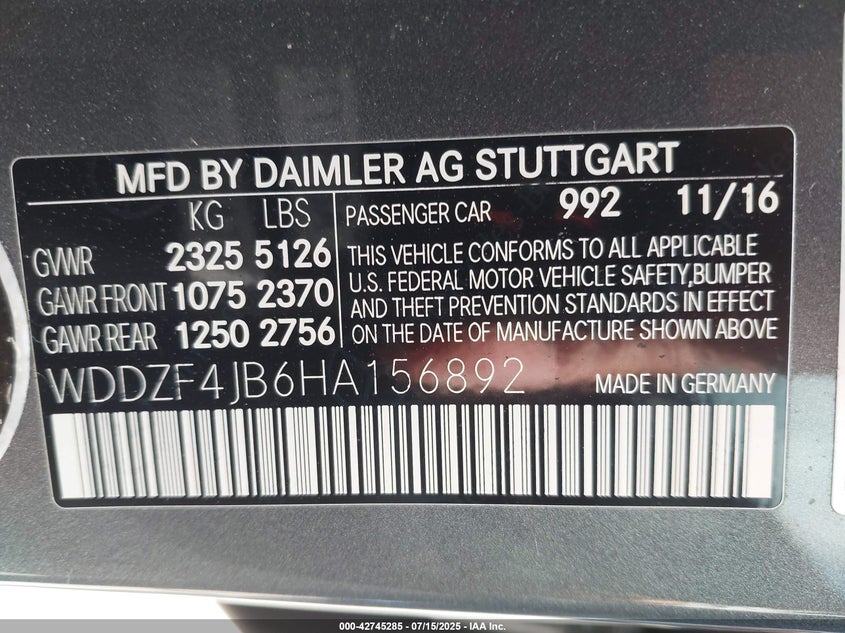 MFD BY DAIMLER AG STUTTGART
KG LBS
GVWR 2325 5126
GAWR FRONT 1075 2370
GAWR REAR 1250 2756
PASSENGER CAR 992 11/16
THIS VEHICLE CONFORMS TO ALL APPLICABLE
U.S. FEDERAL MOTOR VEHICLE SAFETY,BUMPER
AND THEFT PREVENTION STANDARDS IN EFFECT
ON THE DATE OF MANUFACTURE SHOWN ABOVE
WDDZF4JB6HA156892 MADE IN GERMANY
000-42745285 - 07/15/2025 - IAA Inc.